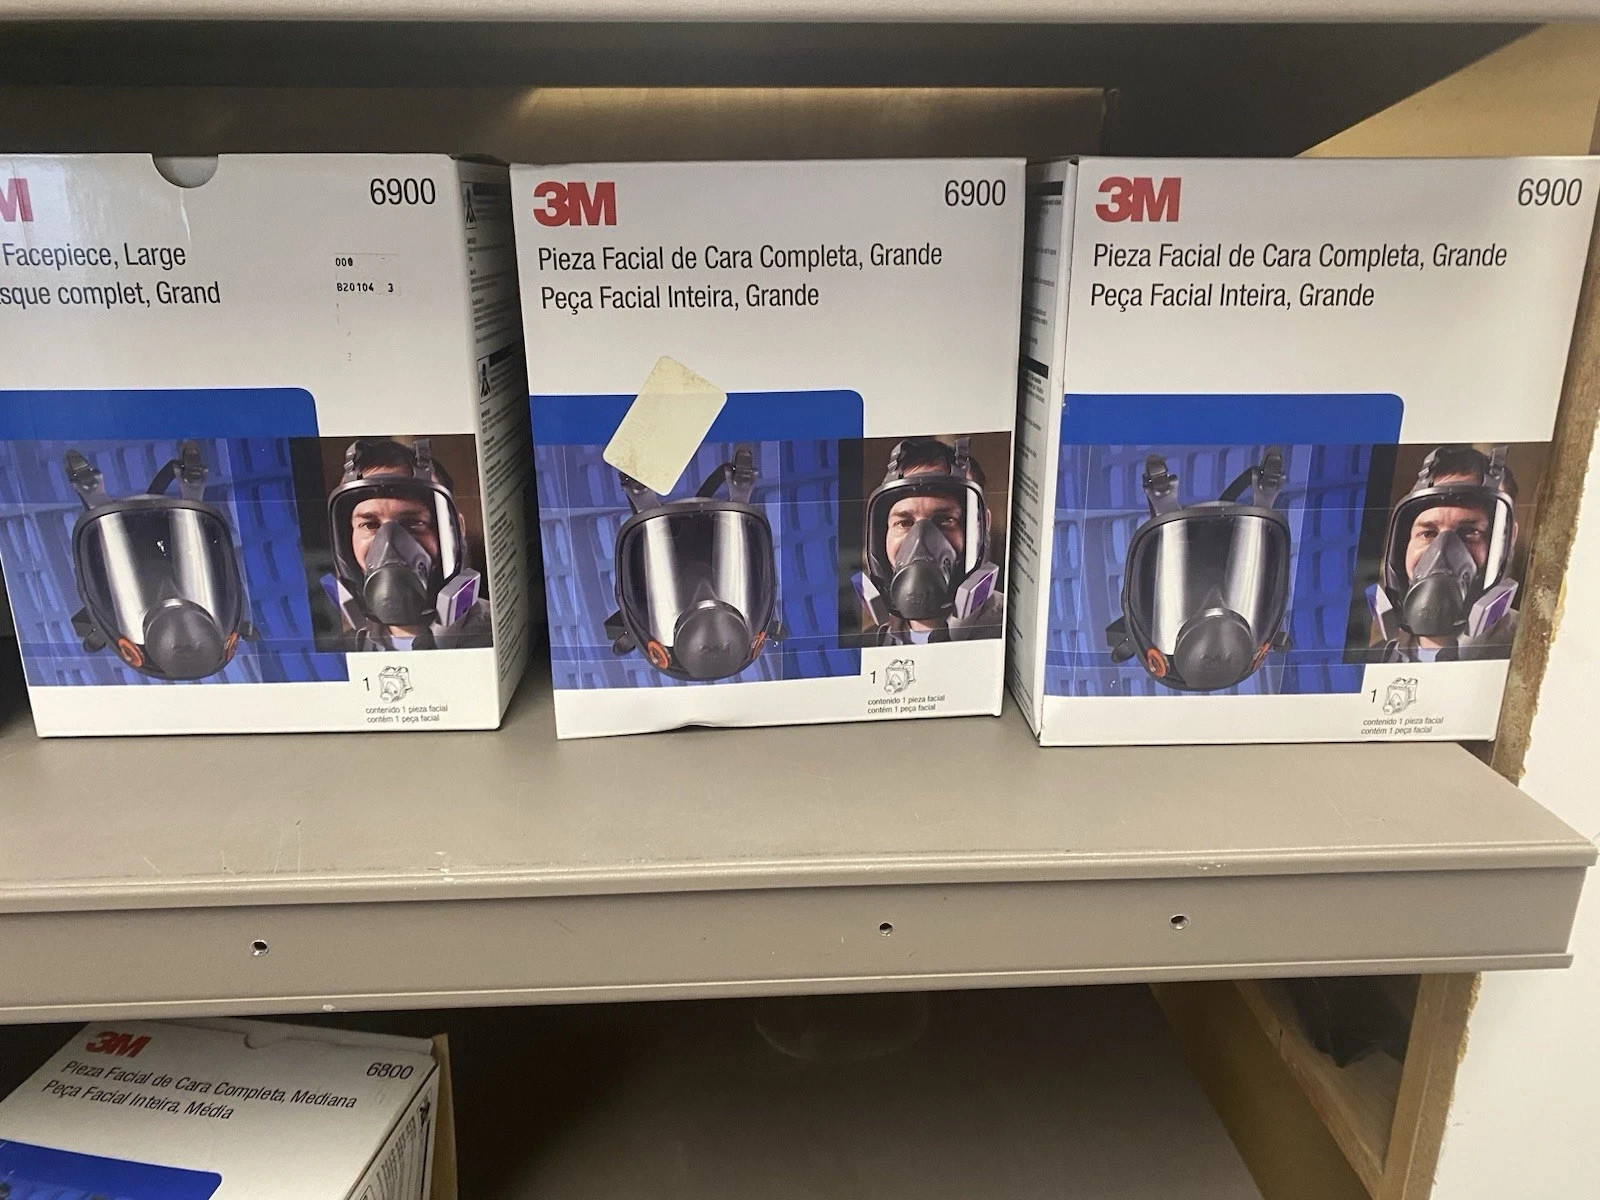 3M
6900
Facepiece, Large
sque complet, Grand
000
B20104 3
1
contenido 1 pieza facial
contém 1 peça facial
3M
6900
Pieza Facial de Cara Completa, Grande
Peça Facial Inteira, Grande
1
contenido 1 pieza facial
contém 1 peça facial
3M
6900
Pieza Facial de Cara Completa, Grande
Peça Facial Inteira, Grande
1
contenido 1 pieza facial
contém 1 peça facial
3M
6800
Pieza Facial de Cara Completa, Mediana
Peça Facial Inteira, Média